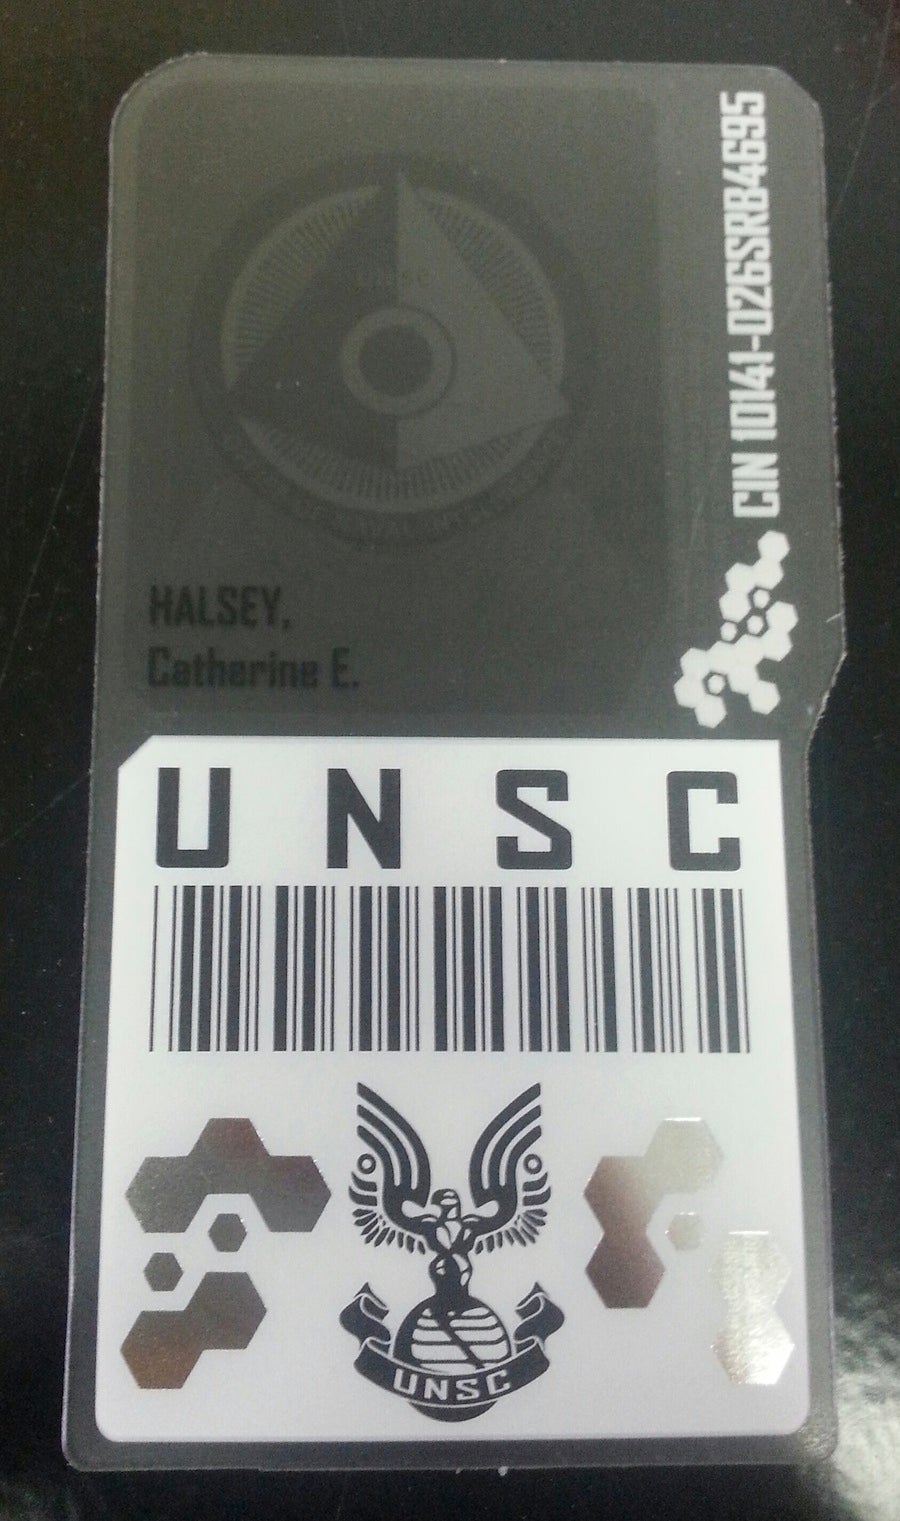 CIN 10141-026SRB4695
HALSEY,
Catherine E.
UNSC
UNSC